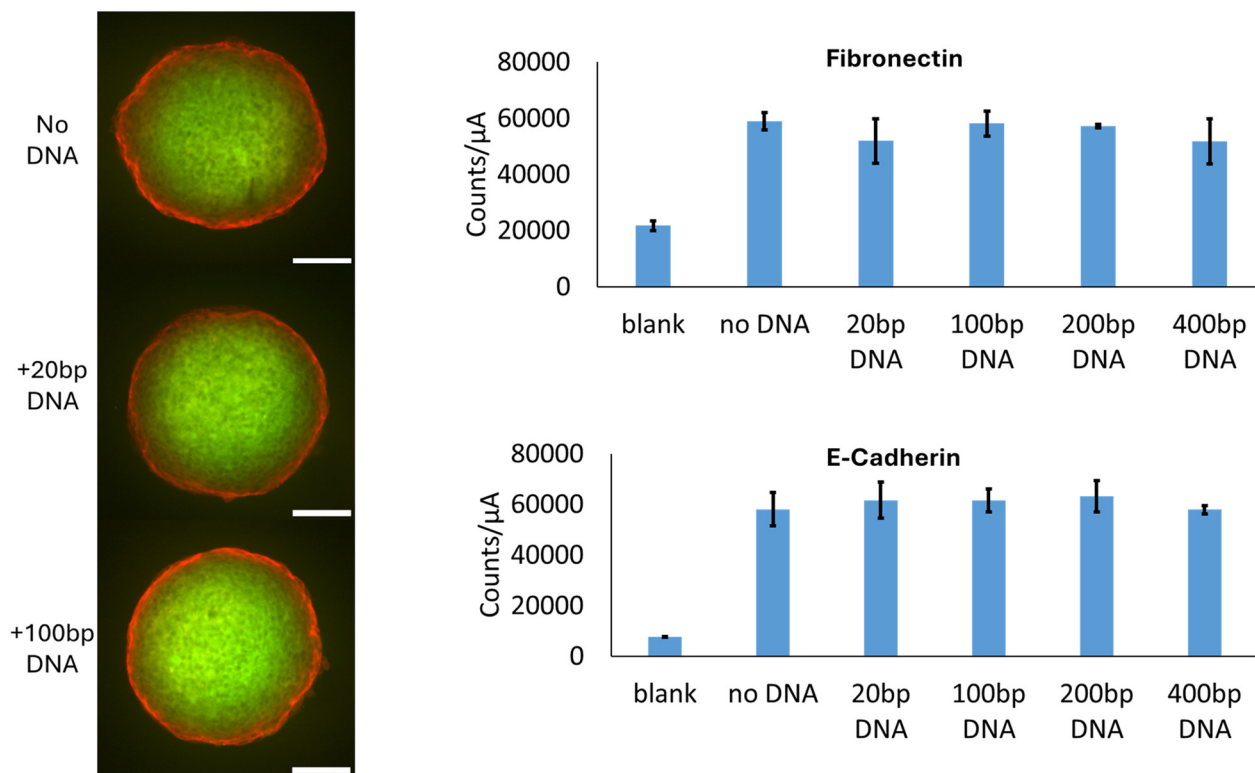 No
DNA
+20bp
DNA
+100bp
DNA
Fibronectin
Counts/µA
80000
60000
40000
20000
0
blank
no DNA
20bp
DNA
100bp
DNA
200bp
DNA
400bp
DNA
E-Cadherin
Counts/µA
80000
60000
40000
20000
0
blank
no DNA
20bp
DNA
100bp
DNA
200bp
DNA
400bp
DNA